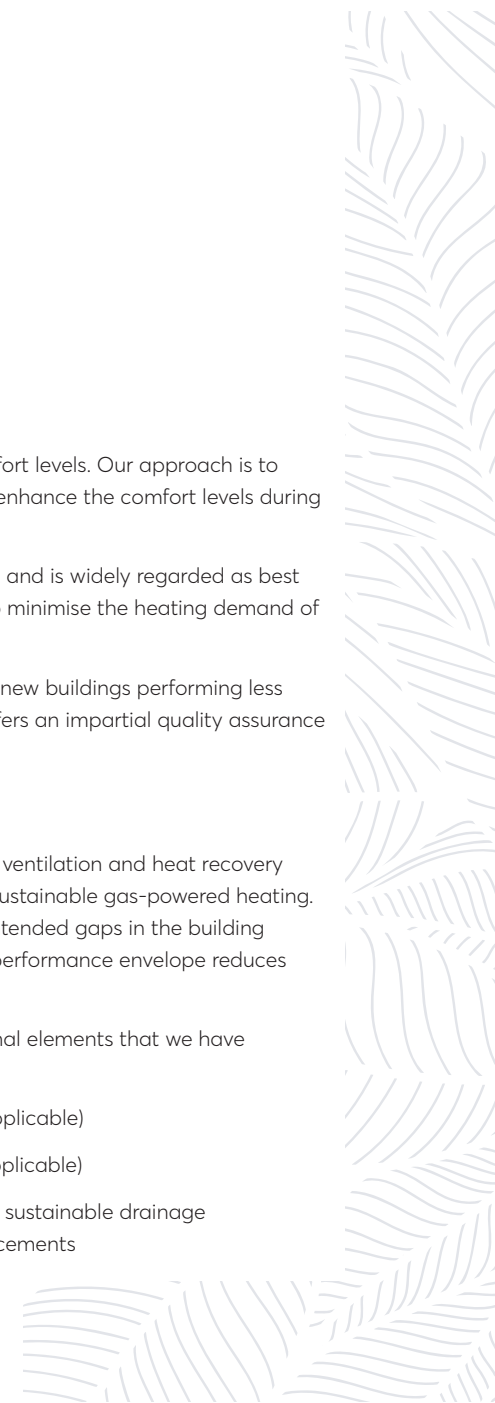 fort levels. Our approach is to
enhance the comfort levels during
and is widely regarded as best
minimise the heating demand of
new buildings performing less
fers an impartial quality assurance
ventilation and heat recovery
ustainable gas-powered heating.
tended gaps in the building
performance envelope reduces
nal elements that we have
plicable)
plicable)
sustainable drainage
cements